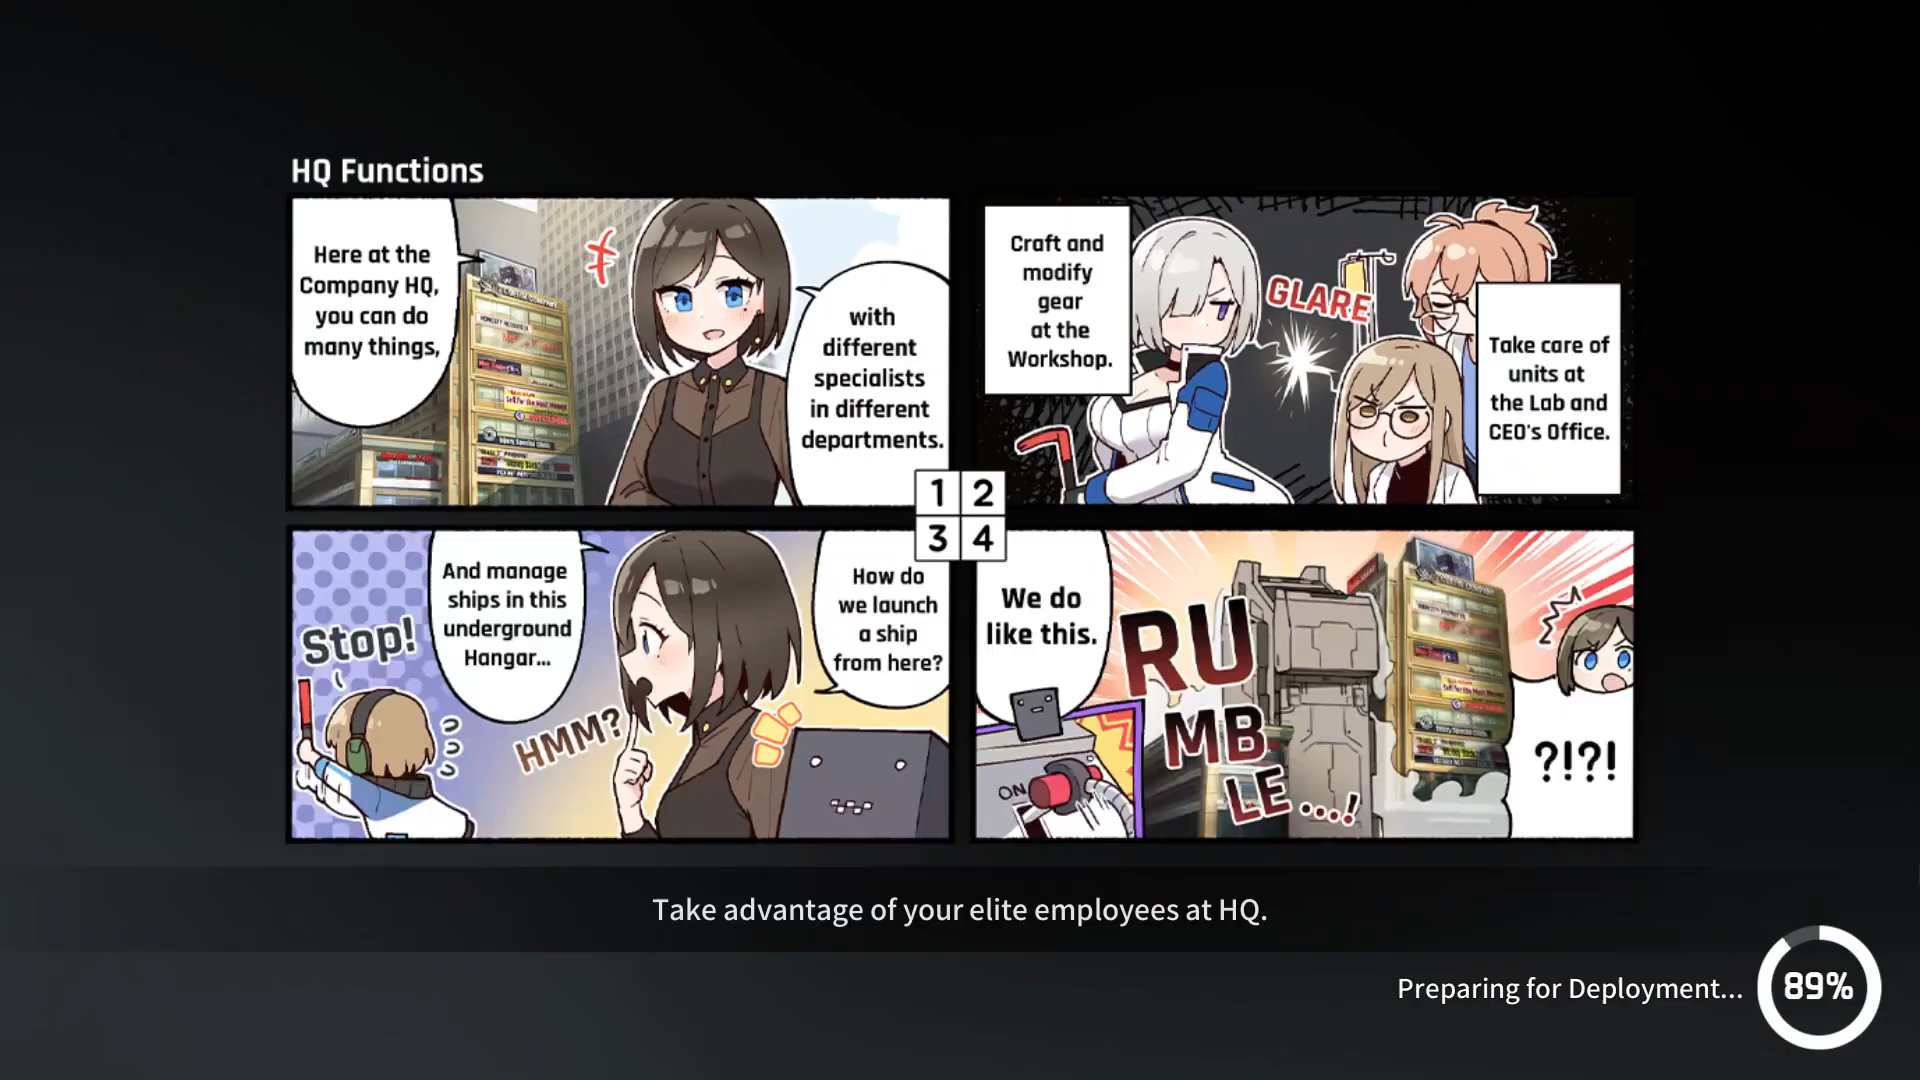 HQ Functions
Here at the
Company HQ,
you can do
many things,
with
different
specialists
in different
departments.
Craft and
modify
gear
at the
Workshop.
GLARE
Take care of
units at
the Lab and
CEO's Office.
1 2
3 4
Stop!
And manage
ships in this
underground
Hangar...
HMM?
How do
we launch
a ship
from here?
We do
like this.
ON
RU
MB
LE...!
?!?!
Take advantage of your elite employees at HQ.
Preparing for Deployment...
89%